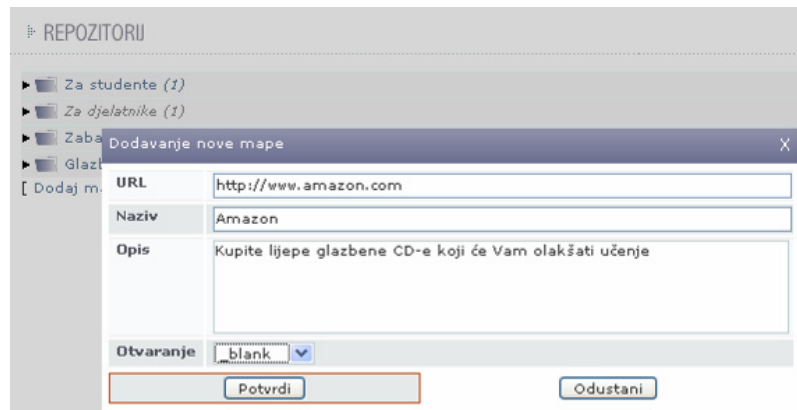 REPOZITORIJ
Za studente (1)
Za djelatnike (1)
Zaba
Glazb
[ Dodaj m
Dodavanje nove mape X
URL http://www.amazon.com
Naziv Amazon
Opis Kupite lijepe glazbene CD-e koji će Vam olakšati učenje
Otvaranje _blank
Potvrdi Odustani